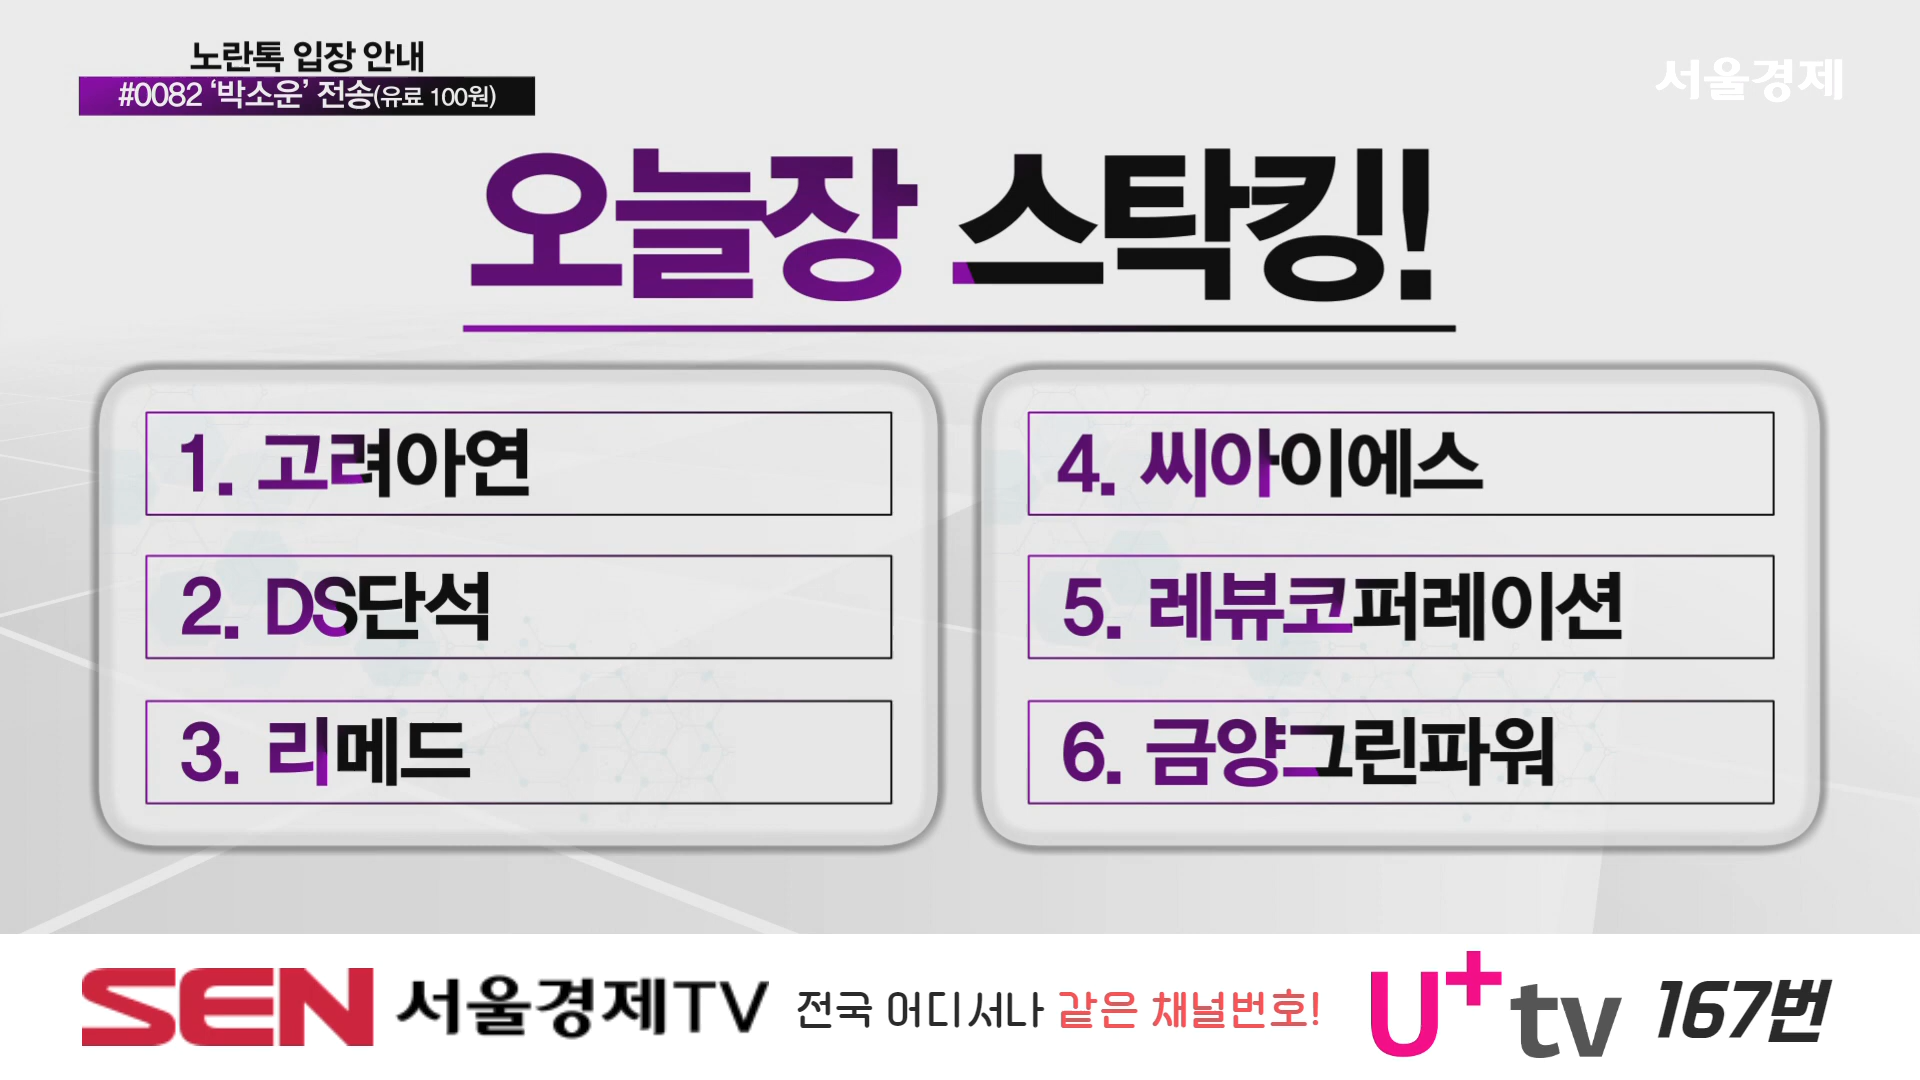 노란톡 입장 안내
#0082 ‘박소운’ 전송(유료 100원)
서울경제
오늘장 스탁킹!
1. 고려아연
2. DS단석
3. 리메드
4. 씨아이에스
5. 레뷰코퍼레이션
6. 금양그린파워
SEN 서울경제TV 전국 어디서나 같은 채널번호! U+tv 167번